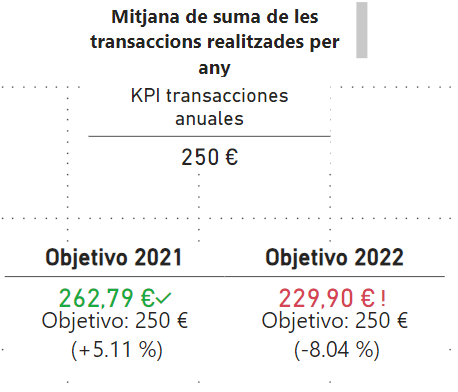 Mitjana de suma de les
transaccions realitzades per
any
KPI transacciones
anuales
250 €
Objetivo 2021
262,79 €✓
Objetivo: 250 €
(+5.11 %)
Objetivo 2022
229,90 € !
Objetivo: 250 €
(-8.04 %)